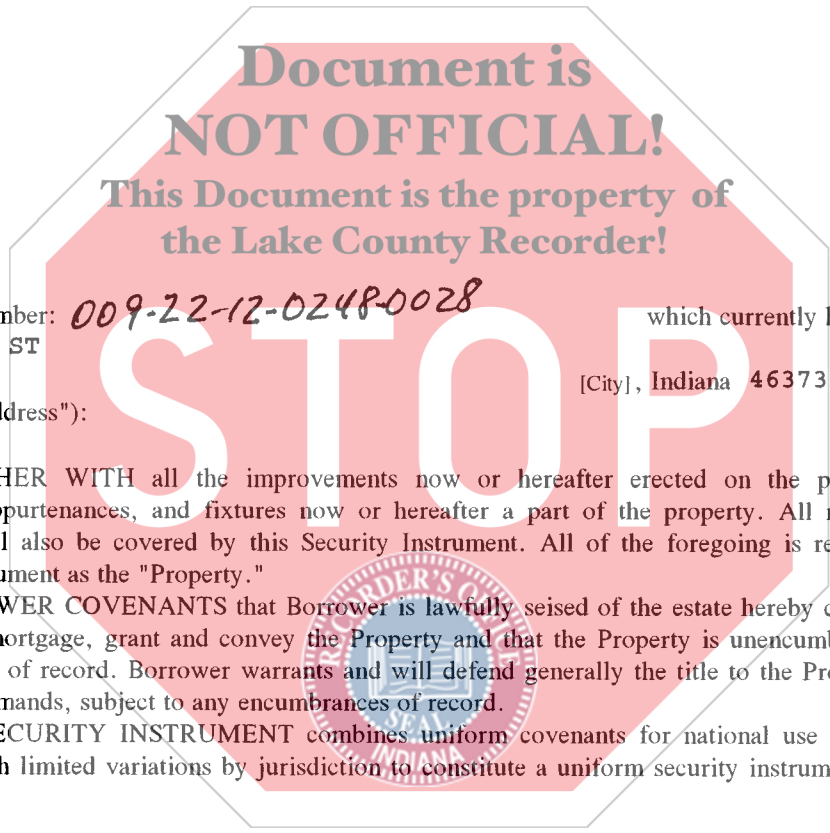 Document is
NOT OFFICIAL!
This Document is the property of
the Lake County Recorder!
mber: 009-22-12-0248-0028 which currently
ST
[City], Indiana 46373
ddress"):
STOP
HER WITH all the improvements now or hereafter erected on the p
ppurtenances, and fixtures now or hereafter a part of the property. All
l also be covered by this Security Instrument. All of the foregoing is re
ument as the "Property."
WER COVENANTS that Borrower is lawfully seised of the estate hereby
mortgage, grant and convey the Property and that the Property is unencumb
of record. Borrower warrants and will defend generally the title to the Pro
mands, subject to any encumbrances of record.
ECURITY INSTRUMENT combines uniform covenants for national use
h limited variations by jurisdiction to constitute a uniform security instrum
RECORDER'S OFFICE
SEAL
INDIANA